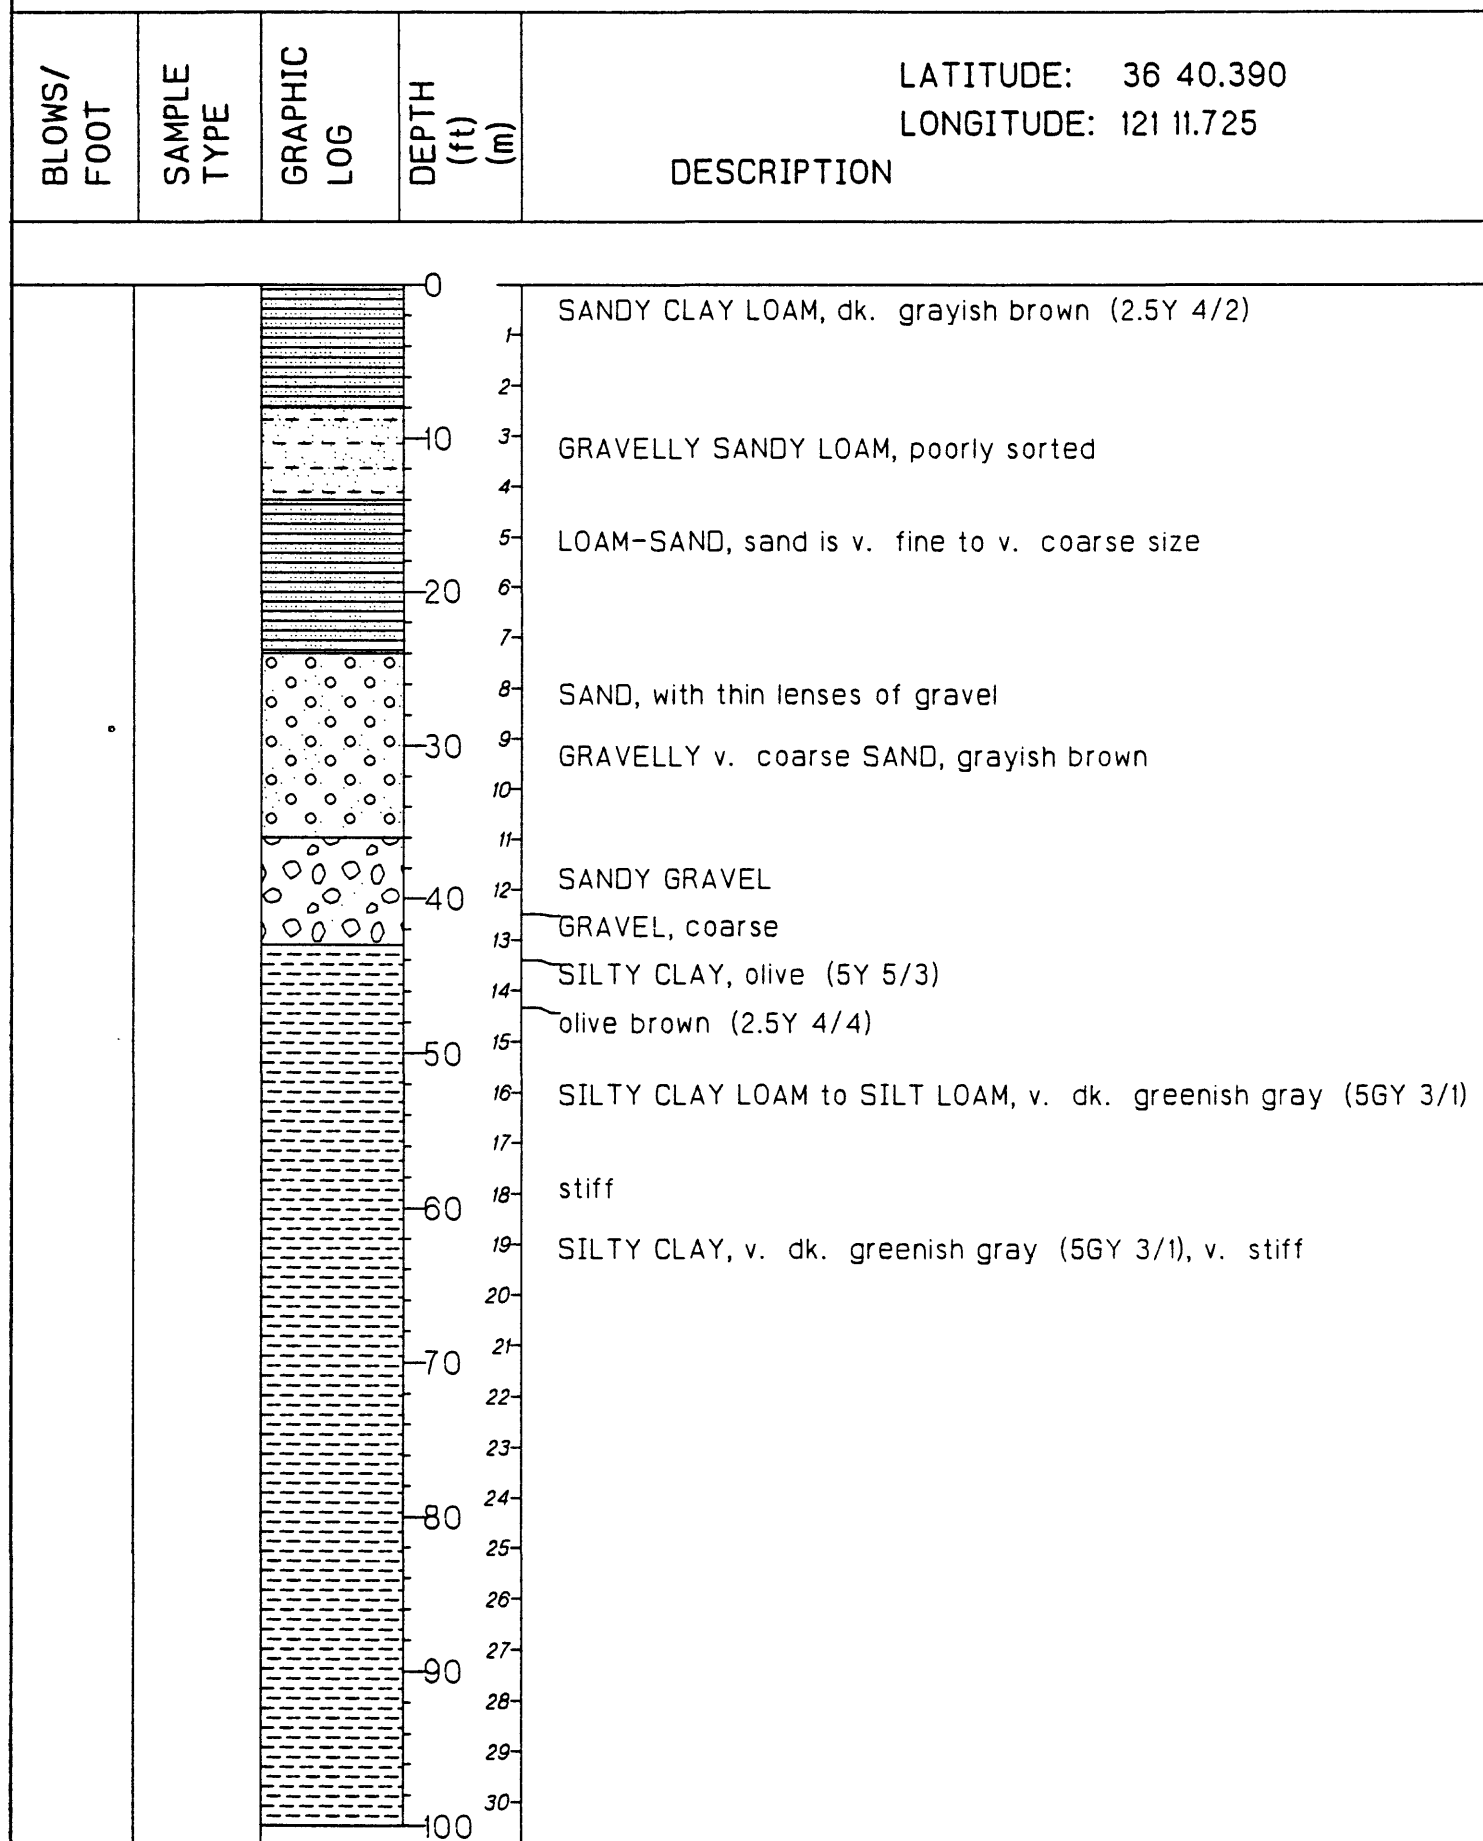 BLOWS/
FOOT
SAMPLE
TYPE
GRAPHIC
LOG
DEPTH
(ft)
(m)
LATITUDE: 36 40.390
LONGITUDE: 121 11.725
DESCRIPTION
0
SANDY CLAY LOAM, dk. grayish brown (2.5Y 4/2)
1
2
10
3
GRAVELLY SANDY LOAM, poorly sorted
4
5
LOAM-SAND, sand is v. fine to v. coarse size
20
6
7
8
SAND, with thin lenses of gravel
30
9
GRAVELLY v. coarse SAND, grayish brown
10
11
SANDY GRAVEL
40
12
GRAVEL, coarse
13
SILTY CLAY, olive (5Y 5/3)
14
olive brown (2.5Y 4/4)
15
50
16
SILTY CLAY LOAM to SILT LOAM, v. dk. greenish gray (5GY 3/1)
17
stiff
18
60
19
SILTY CLAY, v. dk. greenish gray (5GY 3/1), v. stiff
20
21
70
22
23
24
80
25
26
27
90
28
29
30
100